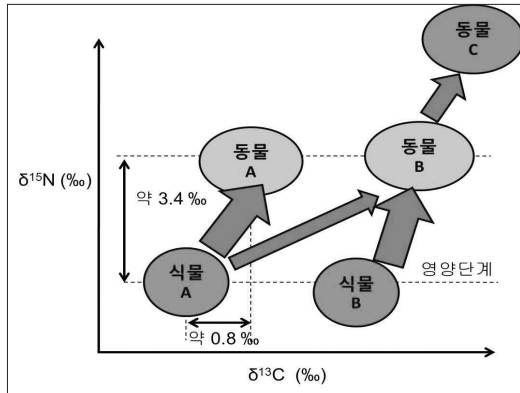 동물
C
동물
A
동물
B
δ15N (‰)
약 3.4 ‰
식물
A
식물
B
영양단계
약 0.8 ‰
δ13C (‰)